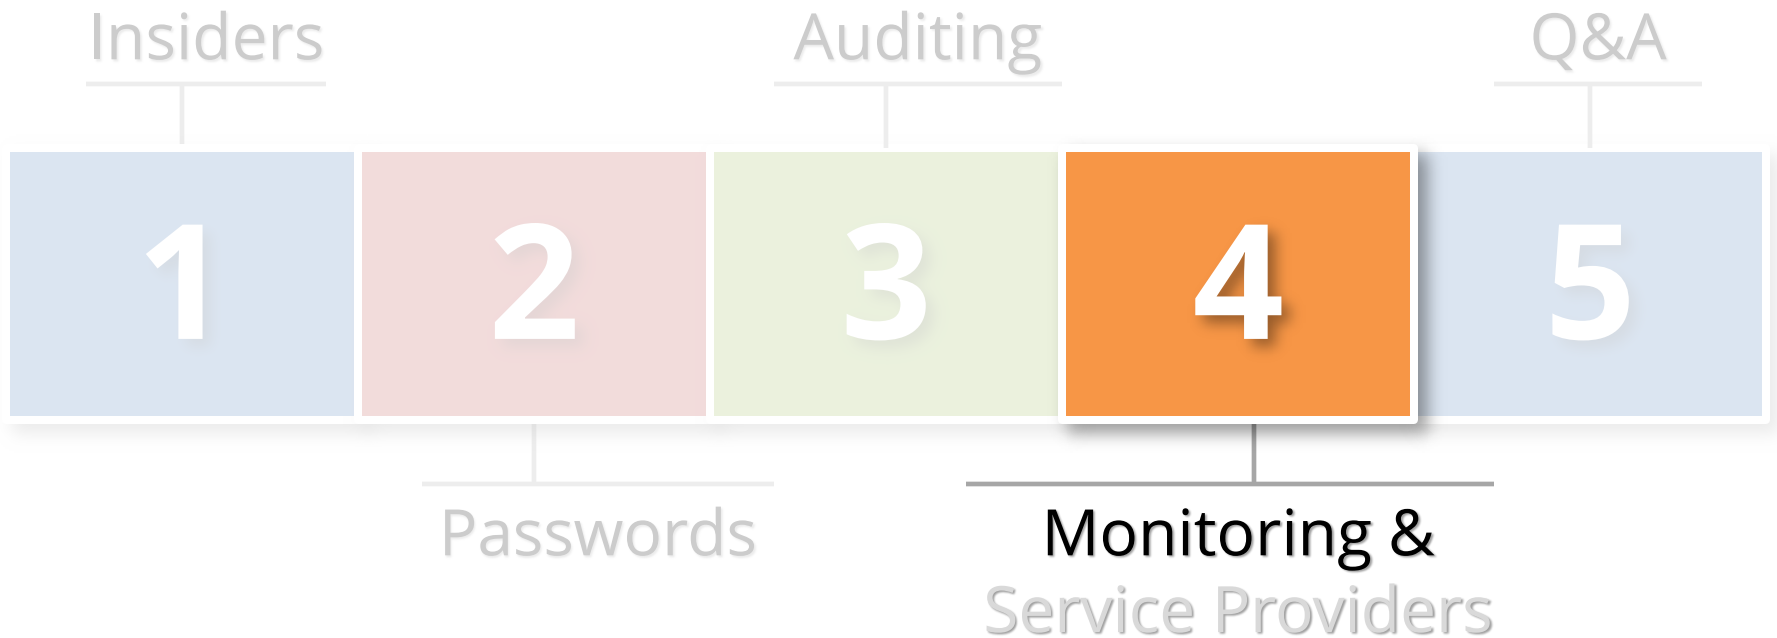 Insiders
Auditing
Q&A
1
2
3
4
5
Passwords
Monitoring &
Service Providers